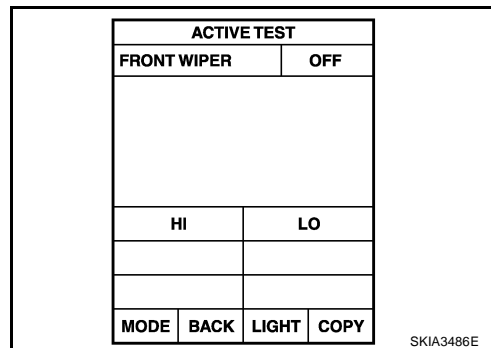 ACTIVE TEST
FRONT WIPER OFF
HI LO
MODE BACK LIGHT COPY
SKIA3486E